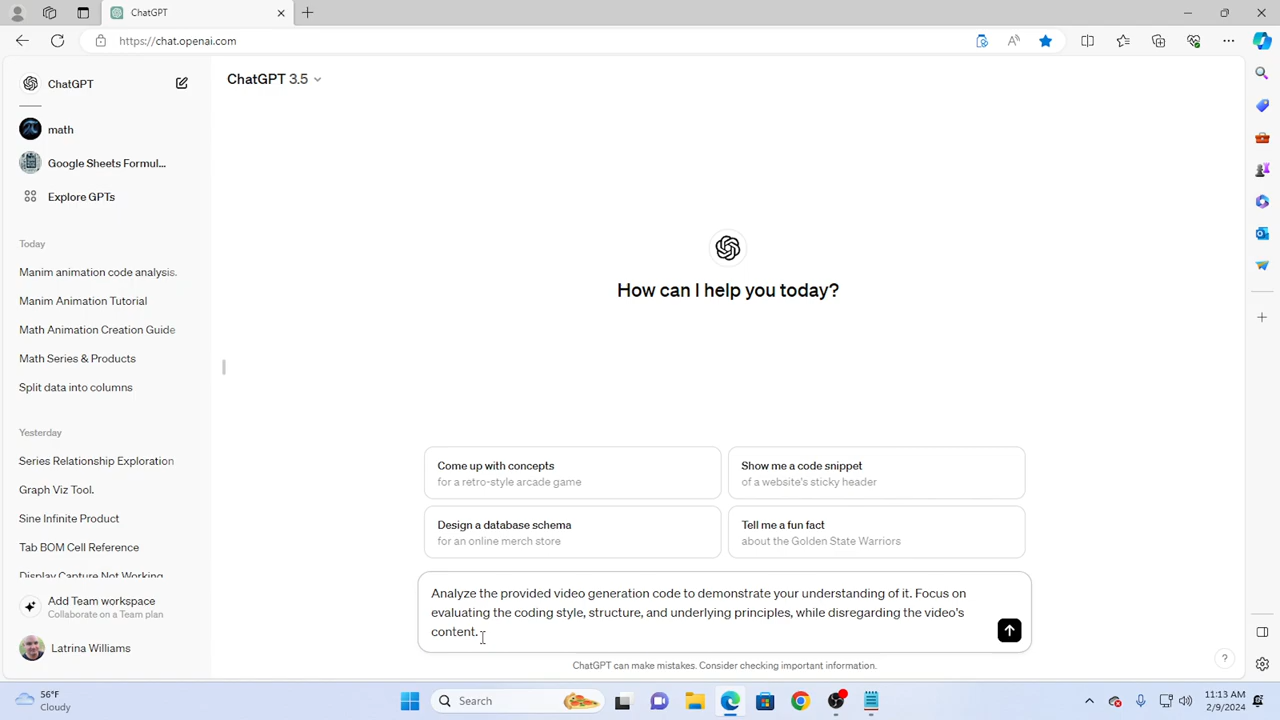 ChatGPT
https://chat.openai.com
ChatGPT
math
Google Sheets Formul...
Explore GPTs
Today
Manim animation code analysis.
Manim Animation Tutorial
Math Animation Creation Guide
Math Series & Products
Split data into columns
Yesterday
Series Relationship Exploration
Graph Viz Tool.
Sine Infinite Product
Tab BOM Cell Reference
Display Capture Not Working
Add Team workspace
Collaborate on a Team plan
Latrina Williams
ChatGPT 3.5
How can I help you today?
Come up with concepts
for a retro-style arcade game
Show me a code snippet
of a website's sticky header
Design a database schema
for an online merch store
Tell me a fun fact
about the Golden State Warriors
Analyze the provided video generation code to demonstrate your understanding of it. Focus on
evaluating the coding style, structure, and underlying principles, while disregarding the video's
content.
ChatGPT can make mistakes. Consider checking important information.
?
56°F
Cloudy
Search
11:13 AM
2/9/2024